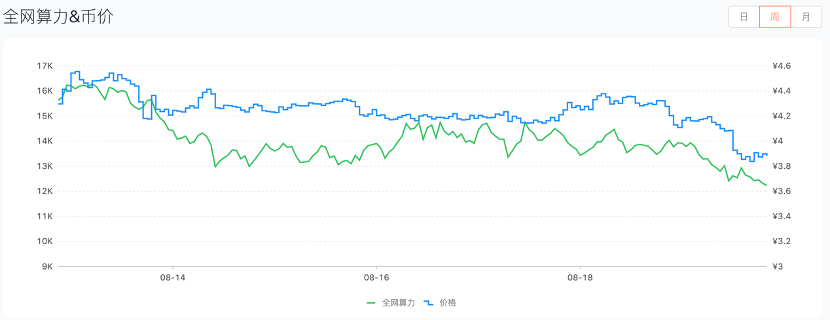 全网算力&币价
日 周 月
17K ¥4.6
16K ¥4.4
15K ¥4.2
14K ¥4
13K ¥3.8
12K ¥3.6
11K ¥3.4
10K ¥3.2
9K ¥3
08-14 08-16 08-18
全网算力 价格